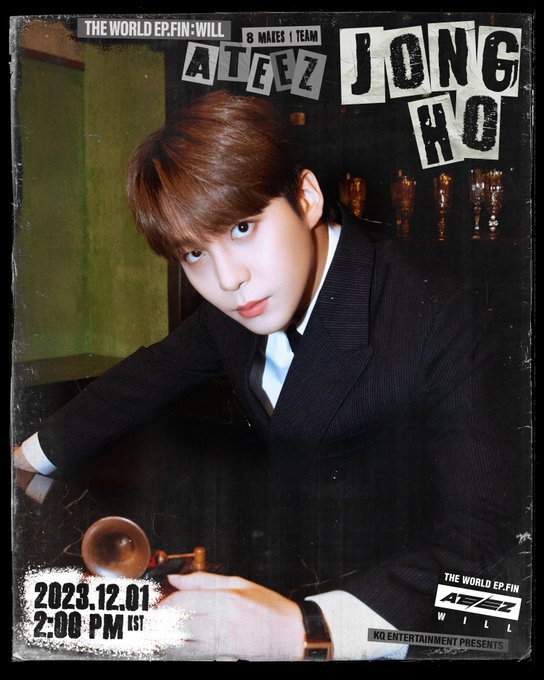 THE WORLD EP.FIN : WILL
8 MAKES 1 TEAM
ATEEZ
JONG
HO
2023.12.01
2:00 PM KST
THE WORLD EP.FIN
ATEEZ
WILL
KQ ENTERTAINMENT PRESENTS